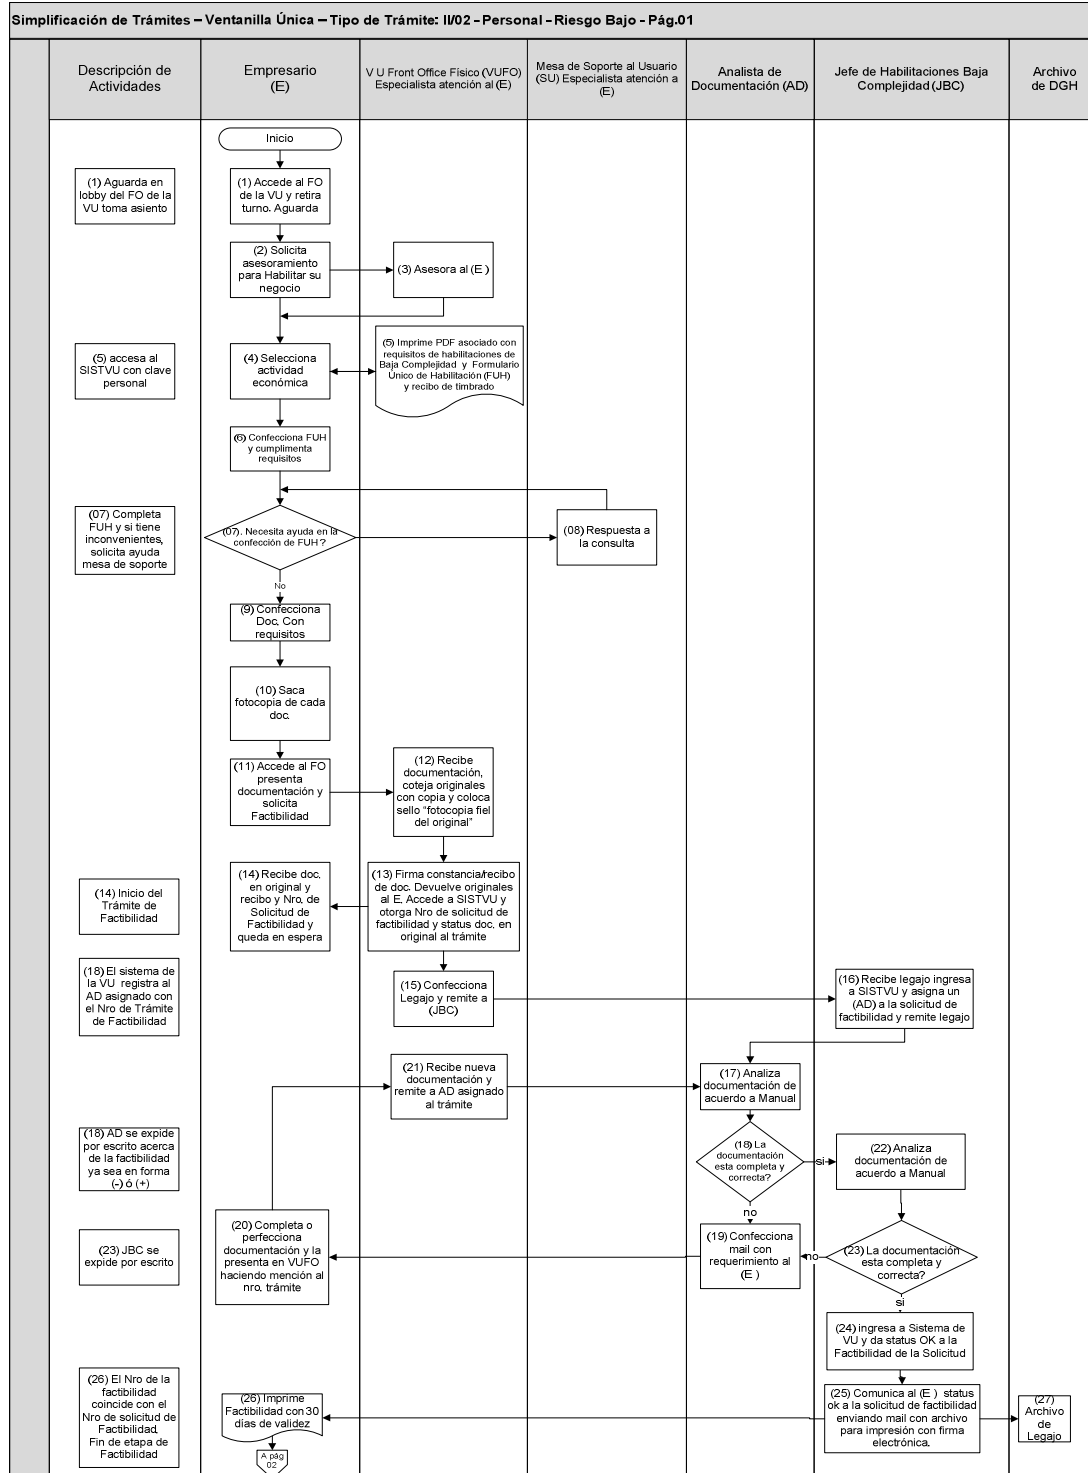 Simplificación de Trámites – Ventanilla Única – Tipo de Trámite: II/02 - Personal - Riesgo Bajo - Pág.01
Descripción de
Actividades
Empresario
(E)
V U Front Office Físico (VUFO)
Especialista atención al (E)
Mesa de Soporte al Usuario
(SU) Especialista atención a
(E)
Analista de
Documentación (AD)
Jefe de Habilitaciones Baja
Complejidad (JBC)
Archivo
de DGH
Inicio
(1) Aguarda en
lobby del FO de la
VU toma asiento
(1) Accede al FO
de la VU y retira
turno. Aguarda
(2) Solicita
asesoramiento
para Habilitar su
negocio
(3) Asesora al (E )
(5) accesa al
SISTVU con clave
personal
(4) Selecciona
actividad
económica
(5) Imprime PDF asociado con
requisitos de habilitaciones de
Baja Complejidad y Formulario
Único de Habilitación (FUH)
y recibo de timbrado
(6) Confecciona FUH
y cumplimenta
requisitos
(07) Completa
FUH y si tiene
inconvenientes,
solicita ayuda
mesa de soporte
(07). Necesita ayuda en la
confección de FUH ?
(08) Respuesta a
la consulta
No
(9) Confecciona
Doc. Con
requisitos
(10) Saca
fotocopia de cada
doc.
(11) Accede al FO
presenta
documentación y
solicita
Factibilidad
(12) Recibe
documentación,
coteja originales
con copia y coloca
sello “fotocopia fiel
del original”
(14) Inicio del
Trámite de
Factibilidad
(14) Recibe doc.
en original y
recibo y Nro. de
Solicitud de
Factibilidad y
queda en espera
(13) Firma constancia/recibo
de doc. Devuelve originales
al E. Accede a SISTVU y
otorga Nro de solicitud de
factibilidad y status doc. en
original al trámite
(18) El sistema de
la VU registra al
AD asignado con
el Nro de Trámite
de Factibilidad
(15) Confecciona
Legajo y remite a
(JBC)
(16) Recibe legajo ingresa
a SISTVU y asigna un
(AD) a la solicitud de
factibilidad y remite legajo
(21) Recibe nueva
documentación y
remite a AD asignado
al trámite
(17) Analiza
documentación de
acuerdo a Manual
(18) AD se expide
por escrito acerca
de la factibilidad
ya sea en forma
(-) ó (+)
(18) La
documentación
esta completa y
correcta?
si
(22) Analiza
documentación de
acuerdo a Manual
no
(23) JBC se
expide por escrito
(20) Completa o
perfecciona
documentación y la
presenta en VUFO
haciendo mención al
nro. trámite
(19) Confecciona
mail con
requerimiento al
(E )
no
(23) La documentación
esta completa y
correcta?
si
(24) ingresa a Sistema de
VU y da status OK a la
Factibilidad de la Solicitud
(26) El Nro de la
factibilidad
coincide con el
Nro de solicitud de
Factibilidad.
Fin de etapa de
Factibilidad
(26) Imprime
Factibilidad con 30
días de validez
(25) Comunica al (E ) status
ok a la solicitud de factibilidad
enviando mail con archivo
para impresión con firma
electrónica.
(27)
Archivo
de
Legajo
A pág
02